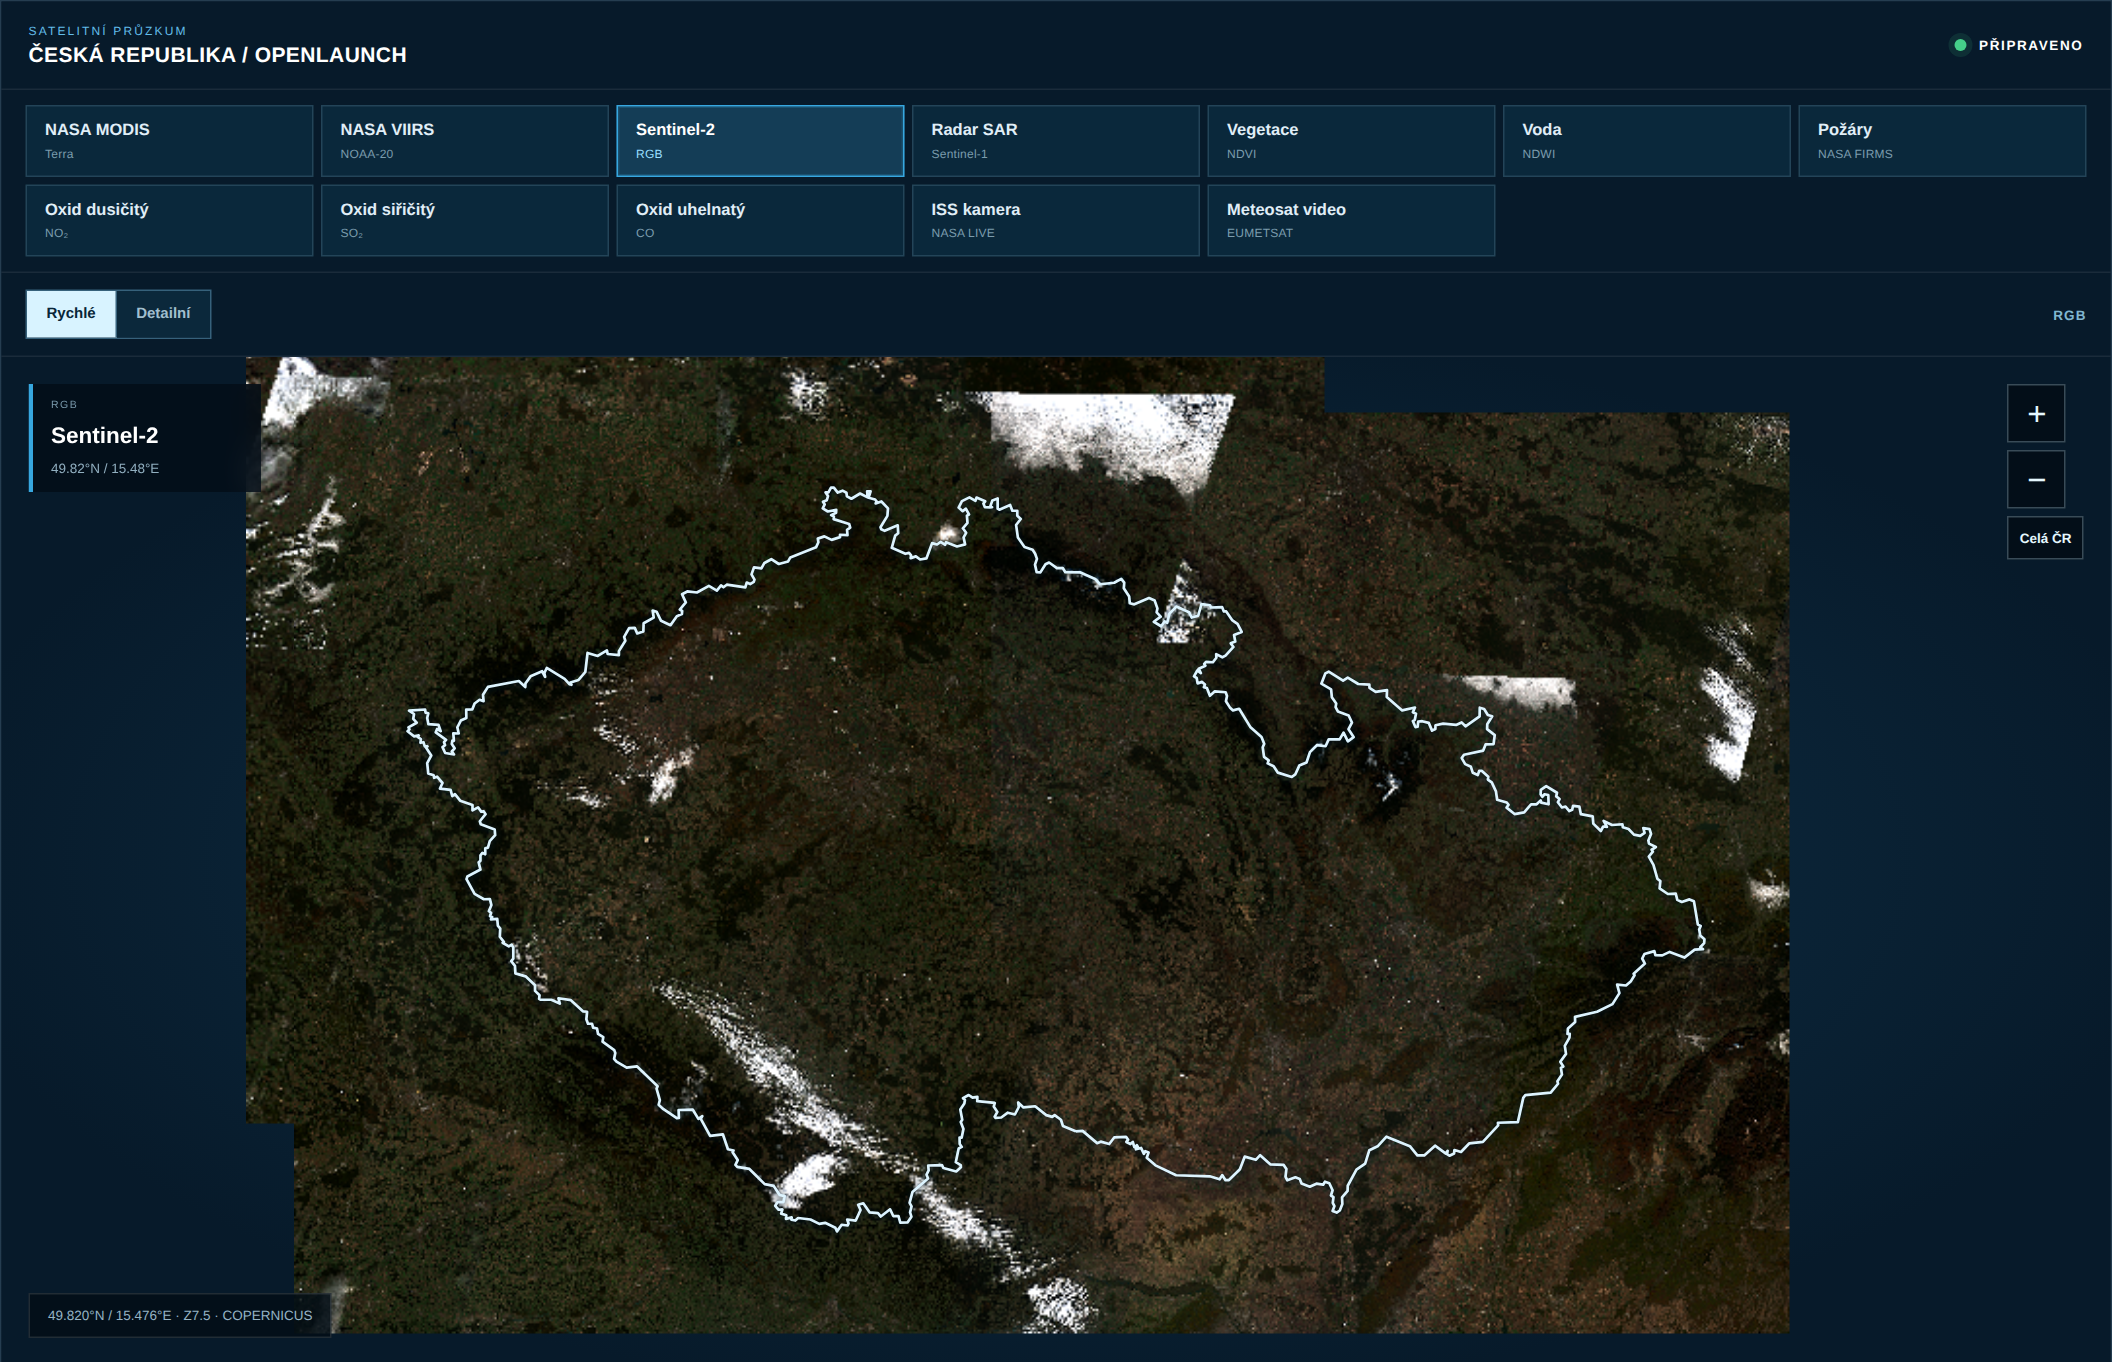 SATELITNÍ PRŮZKUM
ČESKÁ REPUBLIKA / OPENLAUNCH
PŘIPRAVENO
NASA MODIS
Terra
NASA VIIRS
NOAA-20
Sentinel-2
RGB
Radar SAR
Sentinel-1
Vegetace
NDVI
Voda
NDWI
Požáry
NASA FIRMS
Oxid dusičitý
NO₂
Oxid siřičitý
SO₂
Oxid uhelnatý
CO
ISS kamera
NASA LIVE
Meteosat video
EUMETSAT
Rychlé
Detailní
RGB
RGB
Sentinel-2
49.82°N / 15.48°E
+
−
Celá ČR
49.820°N / 15.476°E · Z7.5 · COPERNICUS